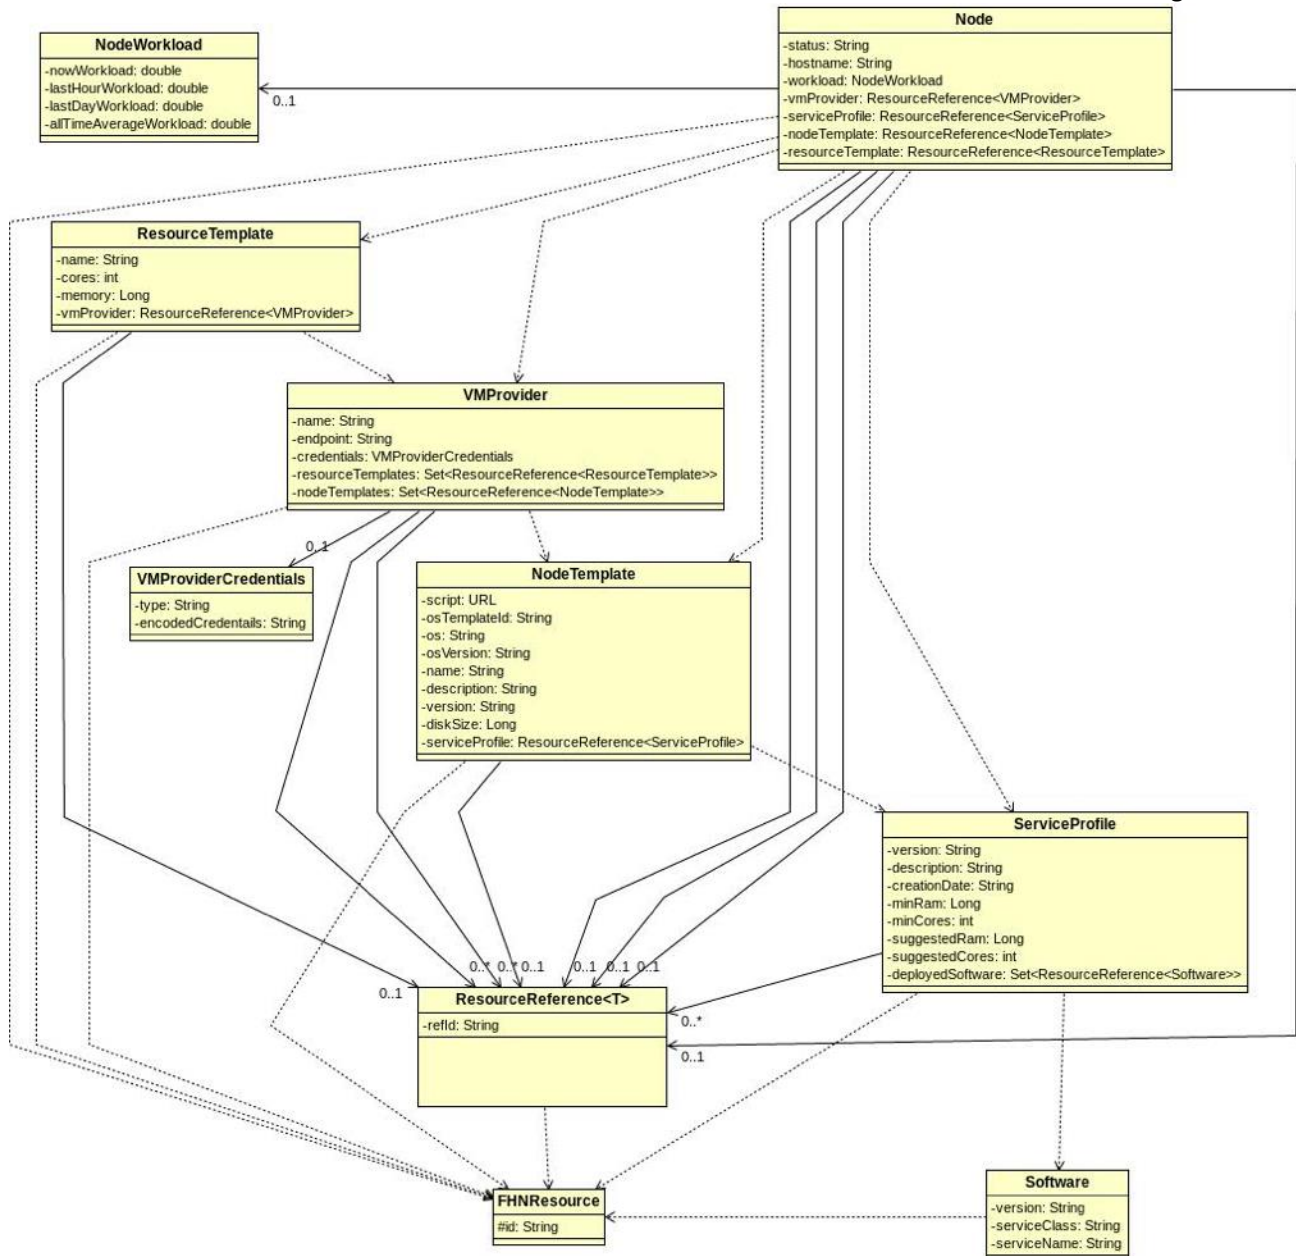 Node
-status: String
-hostname: String
-workload: NodeWorkload
-vmProvider: ResourceReference<VMProvider>
-serviceProfile: ResourceReference<ServiceProfile>
-nodeTemplate: ResourceReference<NodeTemplate>
-resourceTemplate: ResourceReference<ResourceTemplate>
NodeWorkload
-nowWorkload: double
-lastHourWorkload: double
-lastDayWorkload: double
-allTimeAverageWorkload: double
0..1
ResourceTemplate
-name: String
-cores: int
-memory: Long
-vmProvider: ResourceReference<VMProvider>
VMProvider
-name: String
-endpoint: String
-credentials: VMProviderCredentials
-resourceTemplates: Set<ResourceReference<ResourceTemplate>>
-nodeTemplates: Set<ResourceReference<NodeTemplate>>
0..1
VMProviderCredentials
-type: String
-encodedCredentails: String
NodeTemplate
-script: URL
-osTemplateId: String
-os: String
-osVersion: String
-name: String
-description: String
-version: String
-diskSize: Long
-serviceProfile: ResourceReference<ServiceProfile>
ServiceProfile
-version: String
-description: String
-creationDate: String
-minRam: Long
-minCores: int
-suggestedRam: Long
-suggestedCores: int
-deployedSoftware: Set<ResourceReference<Software>>
0..* 0..* 0..1 0..1 0..1 0..1
0..1
ResourceReference<T>
-refId: String
0..*
0..1
FHNResource
#id: String
Software
-version: String
-serviceClass: String
-serviceName: String